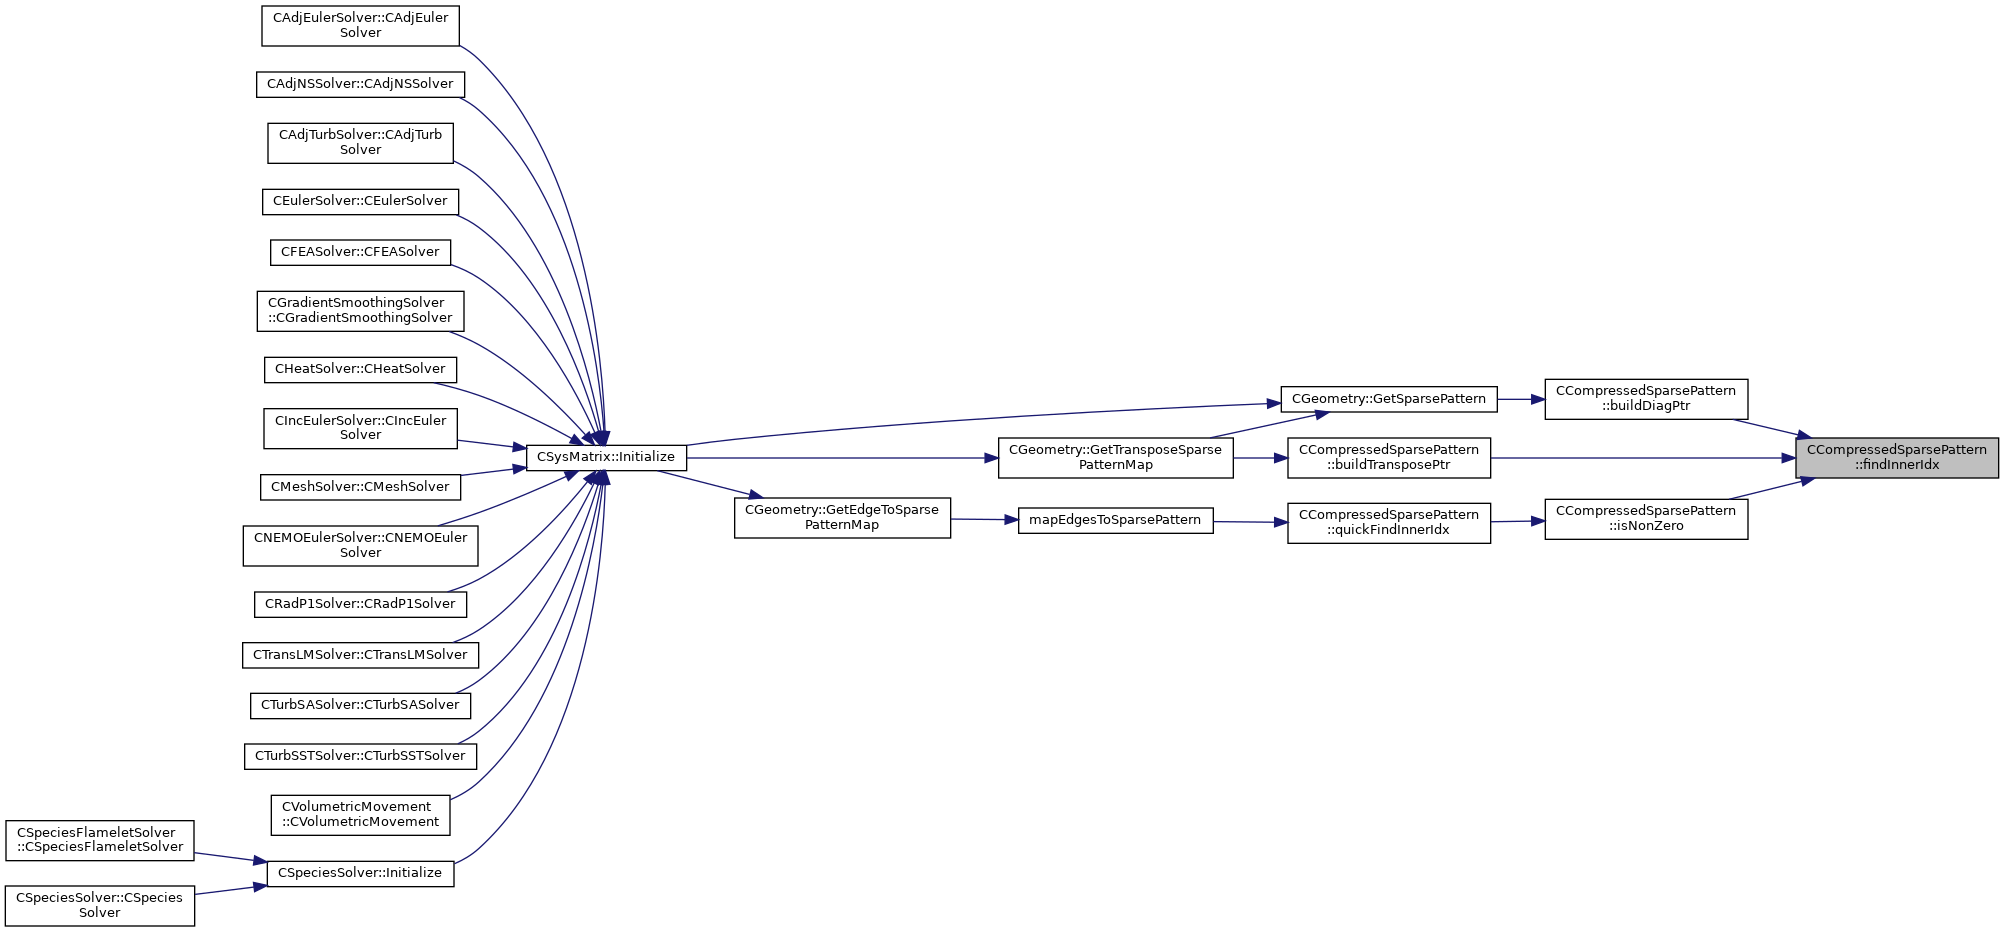 CAdjEulerSolver::CAdjEuler
Solver
CAdjNSSolver::CAdjNSSolver
CAdjTurbSolver::CAdjTurb
Solver
CEulerSolver::CEulerSolver
CFEASolver::CFEASolver
CGradientSmoothingSolver
::CGradientSmoothingSolver
CHeatSolver::CHeatSolver
CIncEulerSolver::CIncEuler
Solver
CMeshSolver::CMeshSolver
CNEMOEulerSolver::CNEMOEuler
Solver
CRadP1Solver::CRadP1Solver
CTransLMSolver::CTransLMSolver
CTurbSASolver::CTurbSASolver
CTurbSSTSolver::CTurbSSTSolver
CVolumetricMovement
::CVolumetricMovement
CSpeciesFlameletSolver
::CSpeciesFlameletSolver
CSpeciesSolver::CSpecies
Solver
CSpeciesSolver::Initialize
CSysMatrix::Initialize
CGeometry::GetSparsePattern
CGeometry::GetTransposeSparse
PatternMap
CGeometry::GetEdgeToSparse
PatternMap
mapEdgesToSparsePattern
CCompressedSparsePattern
::buildTransposePtr
CCompressedSparsePattern
::quickFindInnerIdx
CCompressedSparsePattern
::buildDiagPtr
CCompressedSparsePattern
::isNonZero
CCompressedSparsePattern
::findInnerIdx